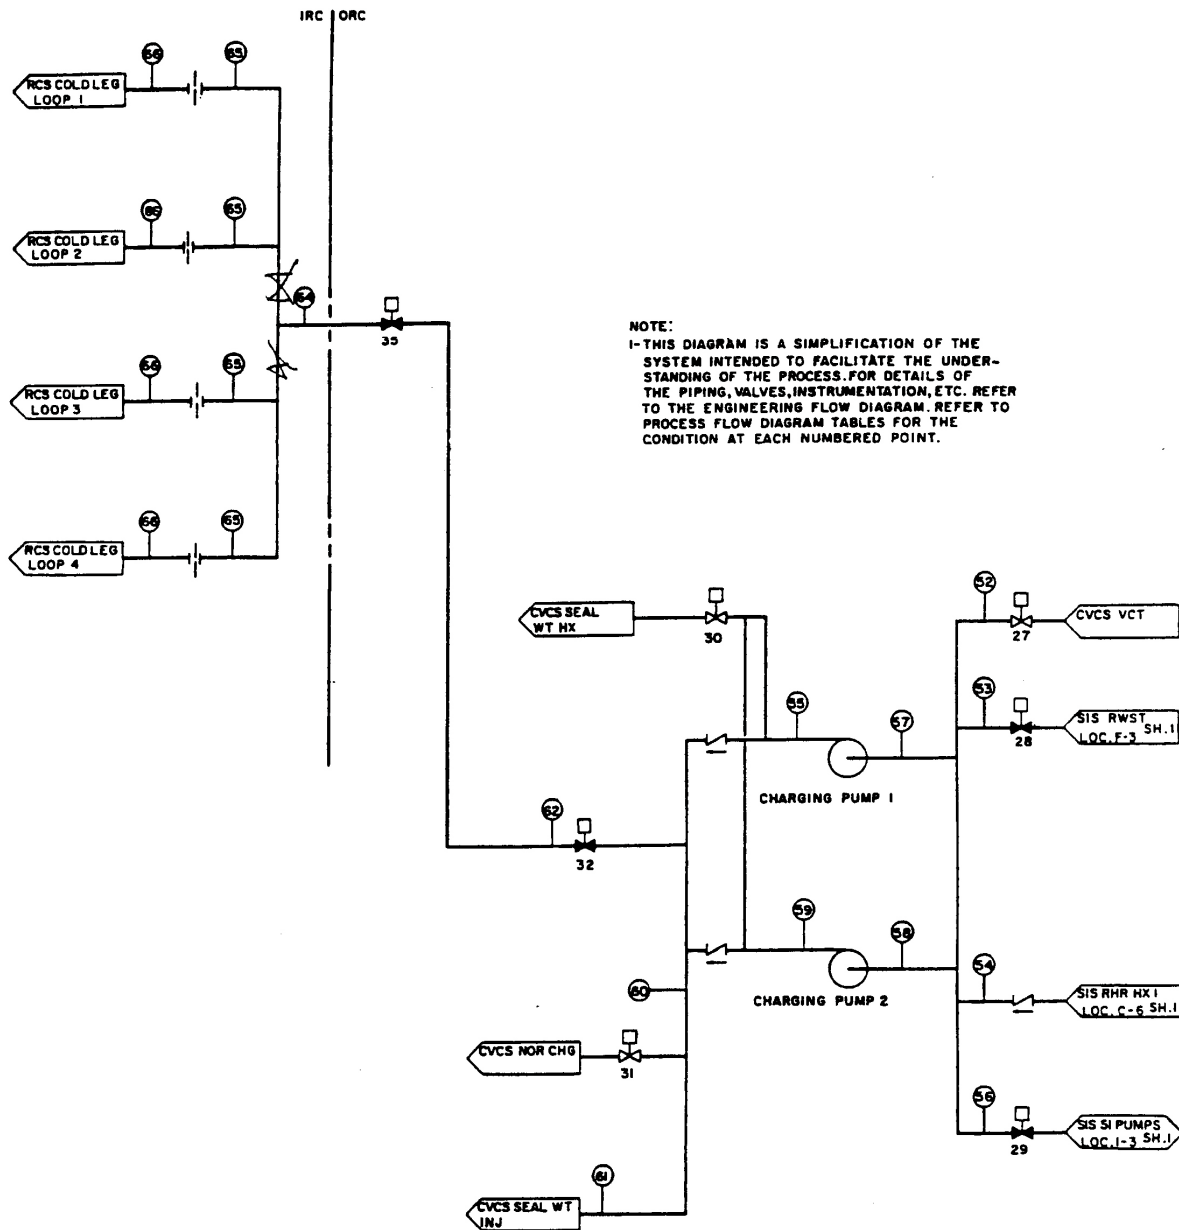 IRC ORC
66
65
RCS COLD LEG
LOOP 1
66
65
RCS COLD LEG
LOOP 2
64
35
NOTE:
1-THIS DIAGRAM IS A SIMPLIFICATION OF THE
SYSTEM INTENDED TO FACILITATE THE UNDER-
STANDING OF THE PROCESS.FOR DETAILS OF
THE PIPING, VALVES, INSTRUMENTATION, ETC. REFER
TO THE ENGINEERING FLOW DIAGRAM. REFER TO
PROCESS FLOW DIAGRAM TABLES FOR THE
CONDITION AT EACH NUMBERED POINT.
66
65
RCS COLD LEG
LOOP 3
66
65
RCS COLD LEG
LOOP 4
CVCS SEAL
WT HX
30
52
27
CVCS VCT
53
28
SIS RWST
LOC. F-3 SH.1
55
57
CHARGING PUMP 1
62
32
59
58
CHARGING PUMP 2
60
54
SIS RHR HX 1
LOC. C-6 SH.1
CVCS NOR CHG
31
56
29
SIS SI PUMPS
LOC. I-3 SH.1
61
CVCS SEAL WT
INJ